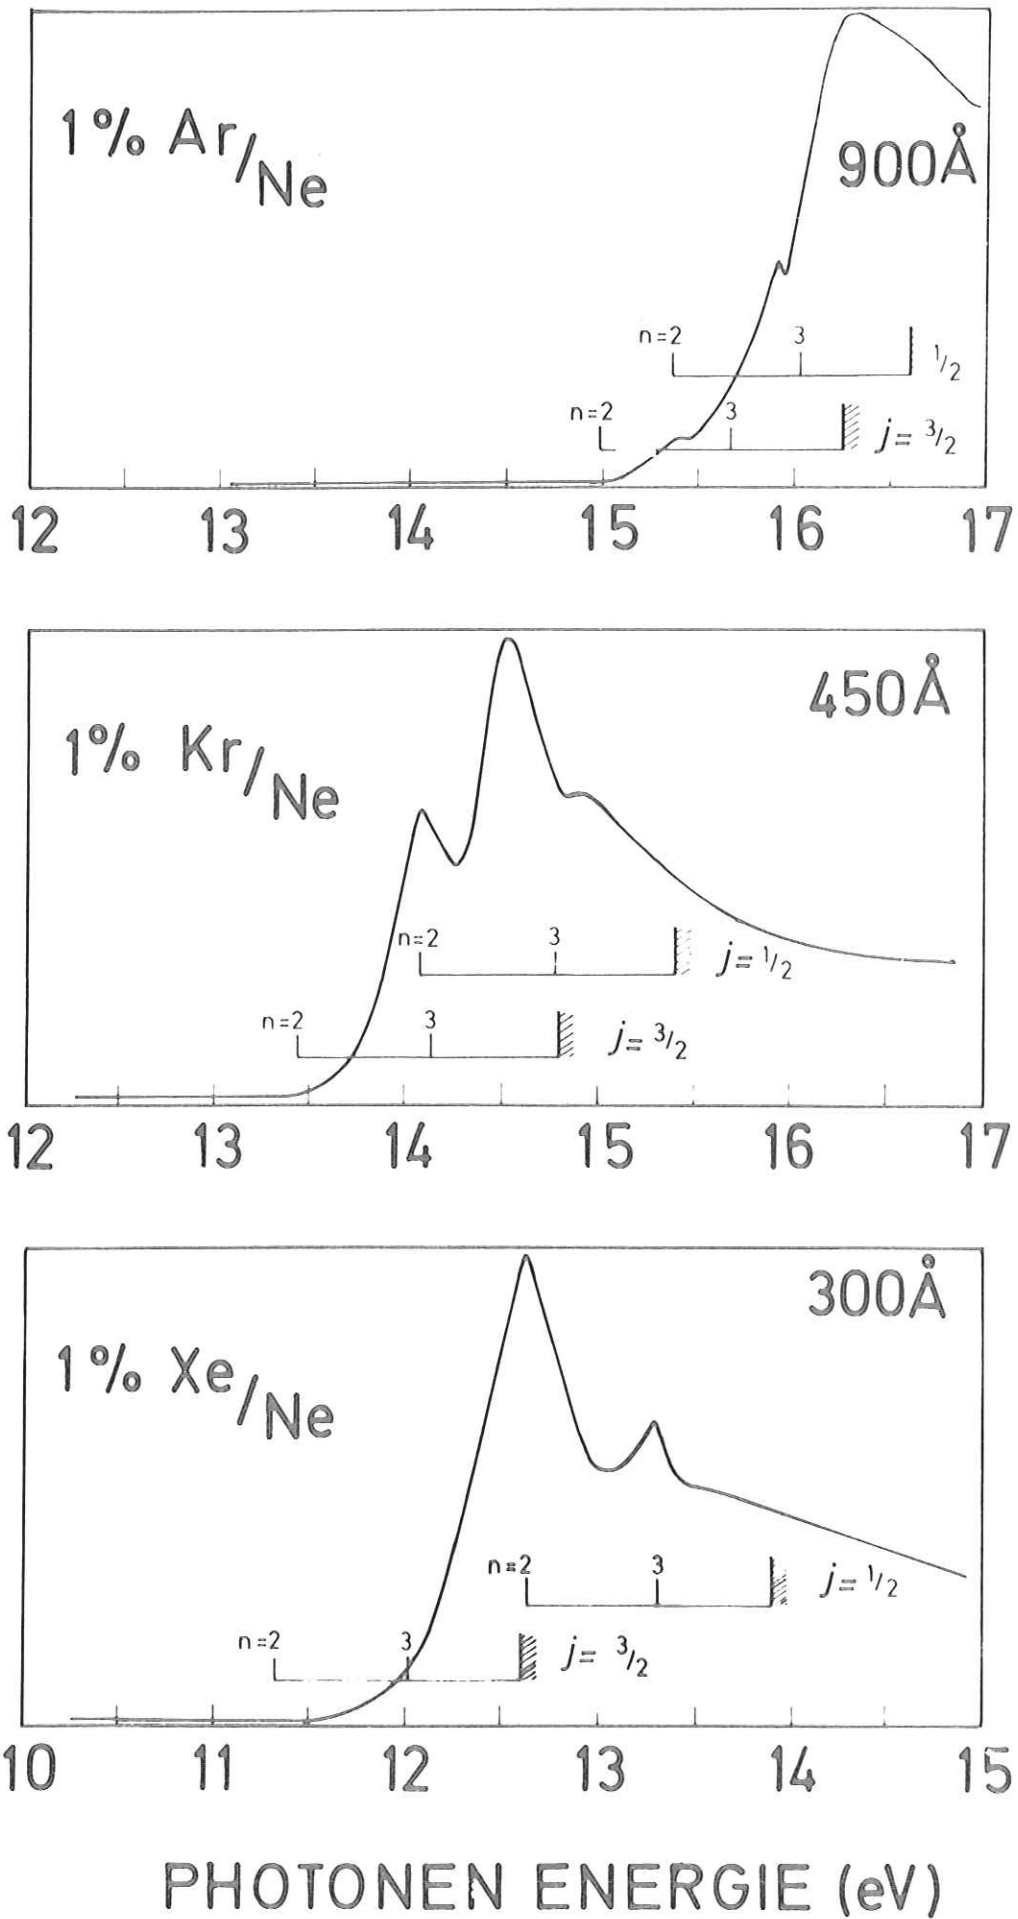 1% Ar/Ne
900Å
n=2 3 1/2
n=2 3 j= 3/2
12 13 14 15 16 17
1% Kr/Ne
450Å
n=2 3 j= 1/2
n=2 3 j= 3/2
12 13 14 15 16 17
1% Xe/Ne
300Å
n=2 3 j= 1/2
n=2 3 j= 3/2
10 11 12 13 14 15
PHOTONEN ENERGIE (eV)